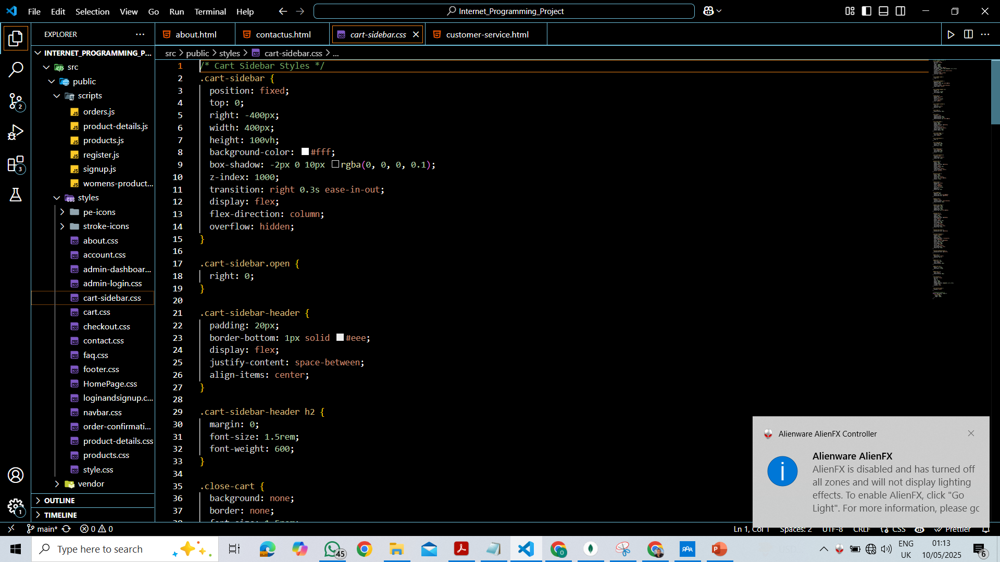 File Edit Selection View Go Run Terminal Help
Internet_Programming_Project
EXPLORER
about.html
contactus.html
cart-sidebar.css
customer-service.html
INTERNET_PROGRAMMING_P...
src
public
scripts
orders.js
product-details.js
products.js
register.js
signup.js
womens-product...
styles
pe-icons
stroke-icons
about.css
account.css
admin-dashboar...
admin-login.css
cart-sidebar.css
cart.css
checkout.css
contact.css
faq.css
footer.css
HomePage.css
loginandsignup.c...
navbar.css
order-confirmati...
product-details.css
products.css
style.css
vendor
OUTLINE
TIMELINE
2
3
1
src > public > styles > cart-sidebar.css > ...
1 /* Cart Sidebar Styles */
2 .cart-sidebar {
3 position: fixed;
4 top: 0;
5 right: -400px;
6 width: 400px;
7 height: 100vh;
8 background-color: #fff;
9 box-shadow: -2px 0 10px rgba(0, 0, 0, 0.1);
10 z-index: 1000;
11 transition: right 0.3s ease-in-out;
12 display: flex;
13 flex-direction: column;
14 overflow: hidden;
15 }
16
17 .cart-sidebar.open {
18 right: 0;
19 }
20
21 .cart-sidebar-header {
22 padding: 20px;
23 border-bottom: 1px solid #eee;
24 display: flex;
25 justify-content: space-between;
26 align-items: center;
27 }
28
29 .cart-sidebar-header h2 {
30 margin: 0;
31 font-size: 1.5rem;
32 font-weight: 600;
33 }
34
35 .close-cart {
36 background: none;
37 border: none;
38 font-size: 1.5rem;
Alienware AlienFX Controller
Alienware AlienFX
AlienFX is disabled and has turned off
all zones and will not display lighting
effects. To enable AlienFX, click "Go
Light". For more information, please go
main* 0 0
Ln 1, Col 1 Spaces: 2 UTF-8 CRLF CSS Prettier
Type here to search
45
ENG
UK
01:13
10/05/2025
6